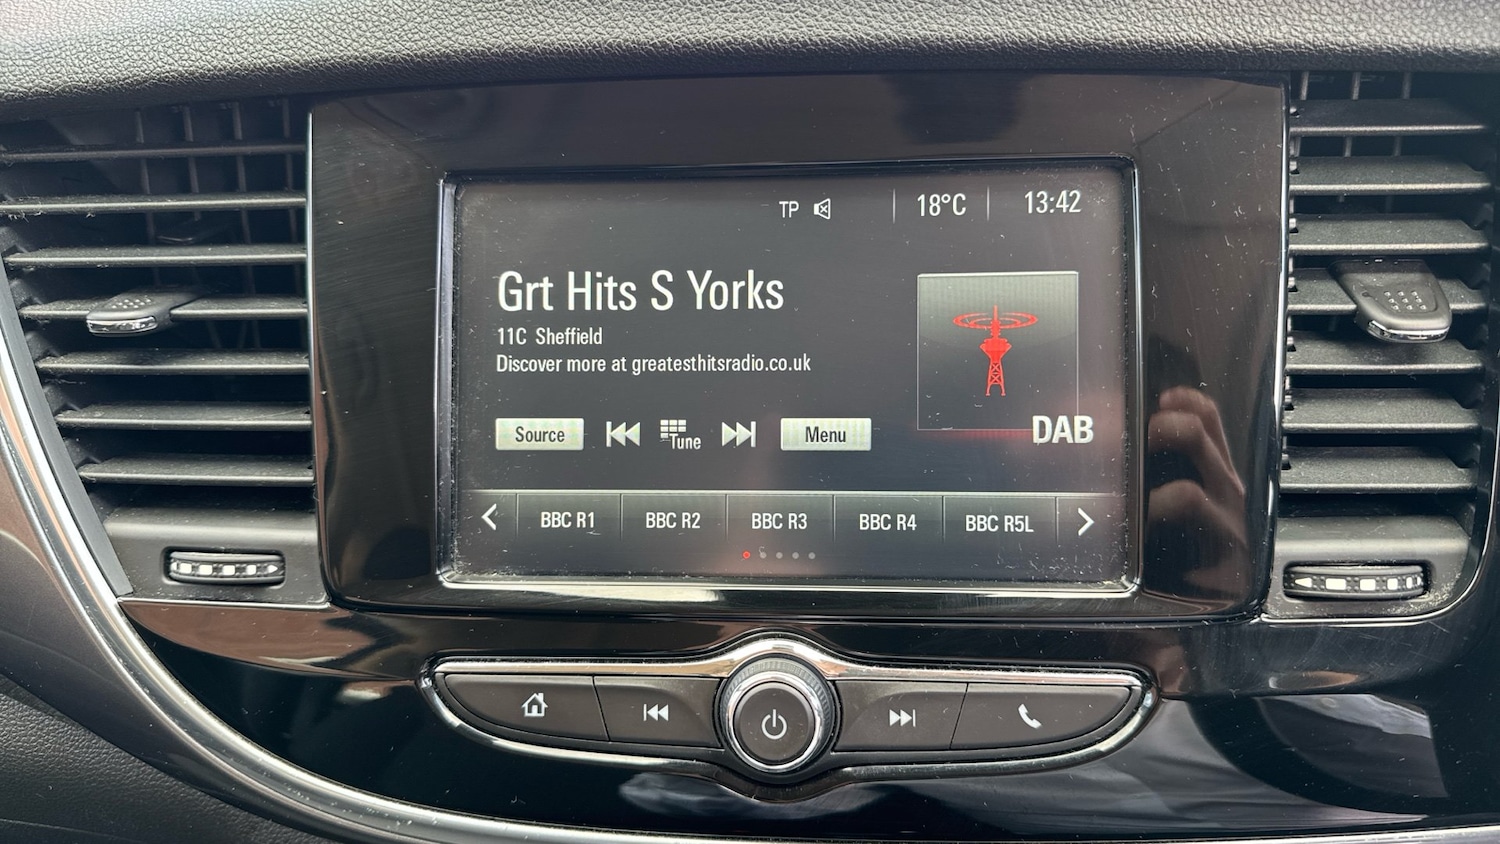 TP 18°C 13:42
Grt Hits S Yorks
11C Sheffield
Discover more at greatesthitsradio.co.uk
Source Tune Menu
DAB
BBC R1 BBC R2 BBC R3 BBC R4 BBC R5L